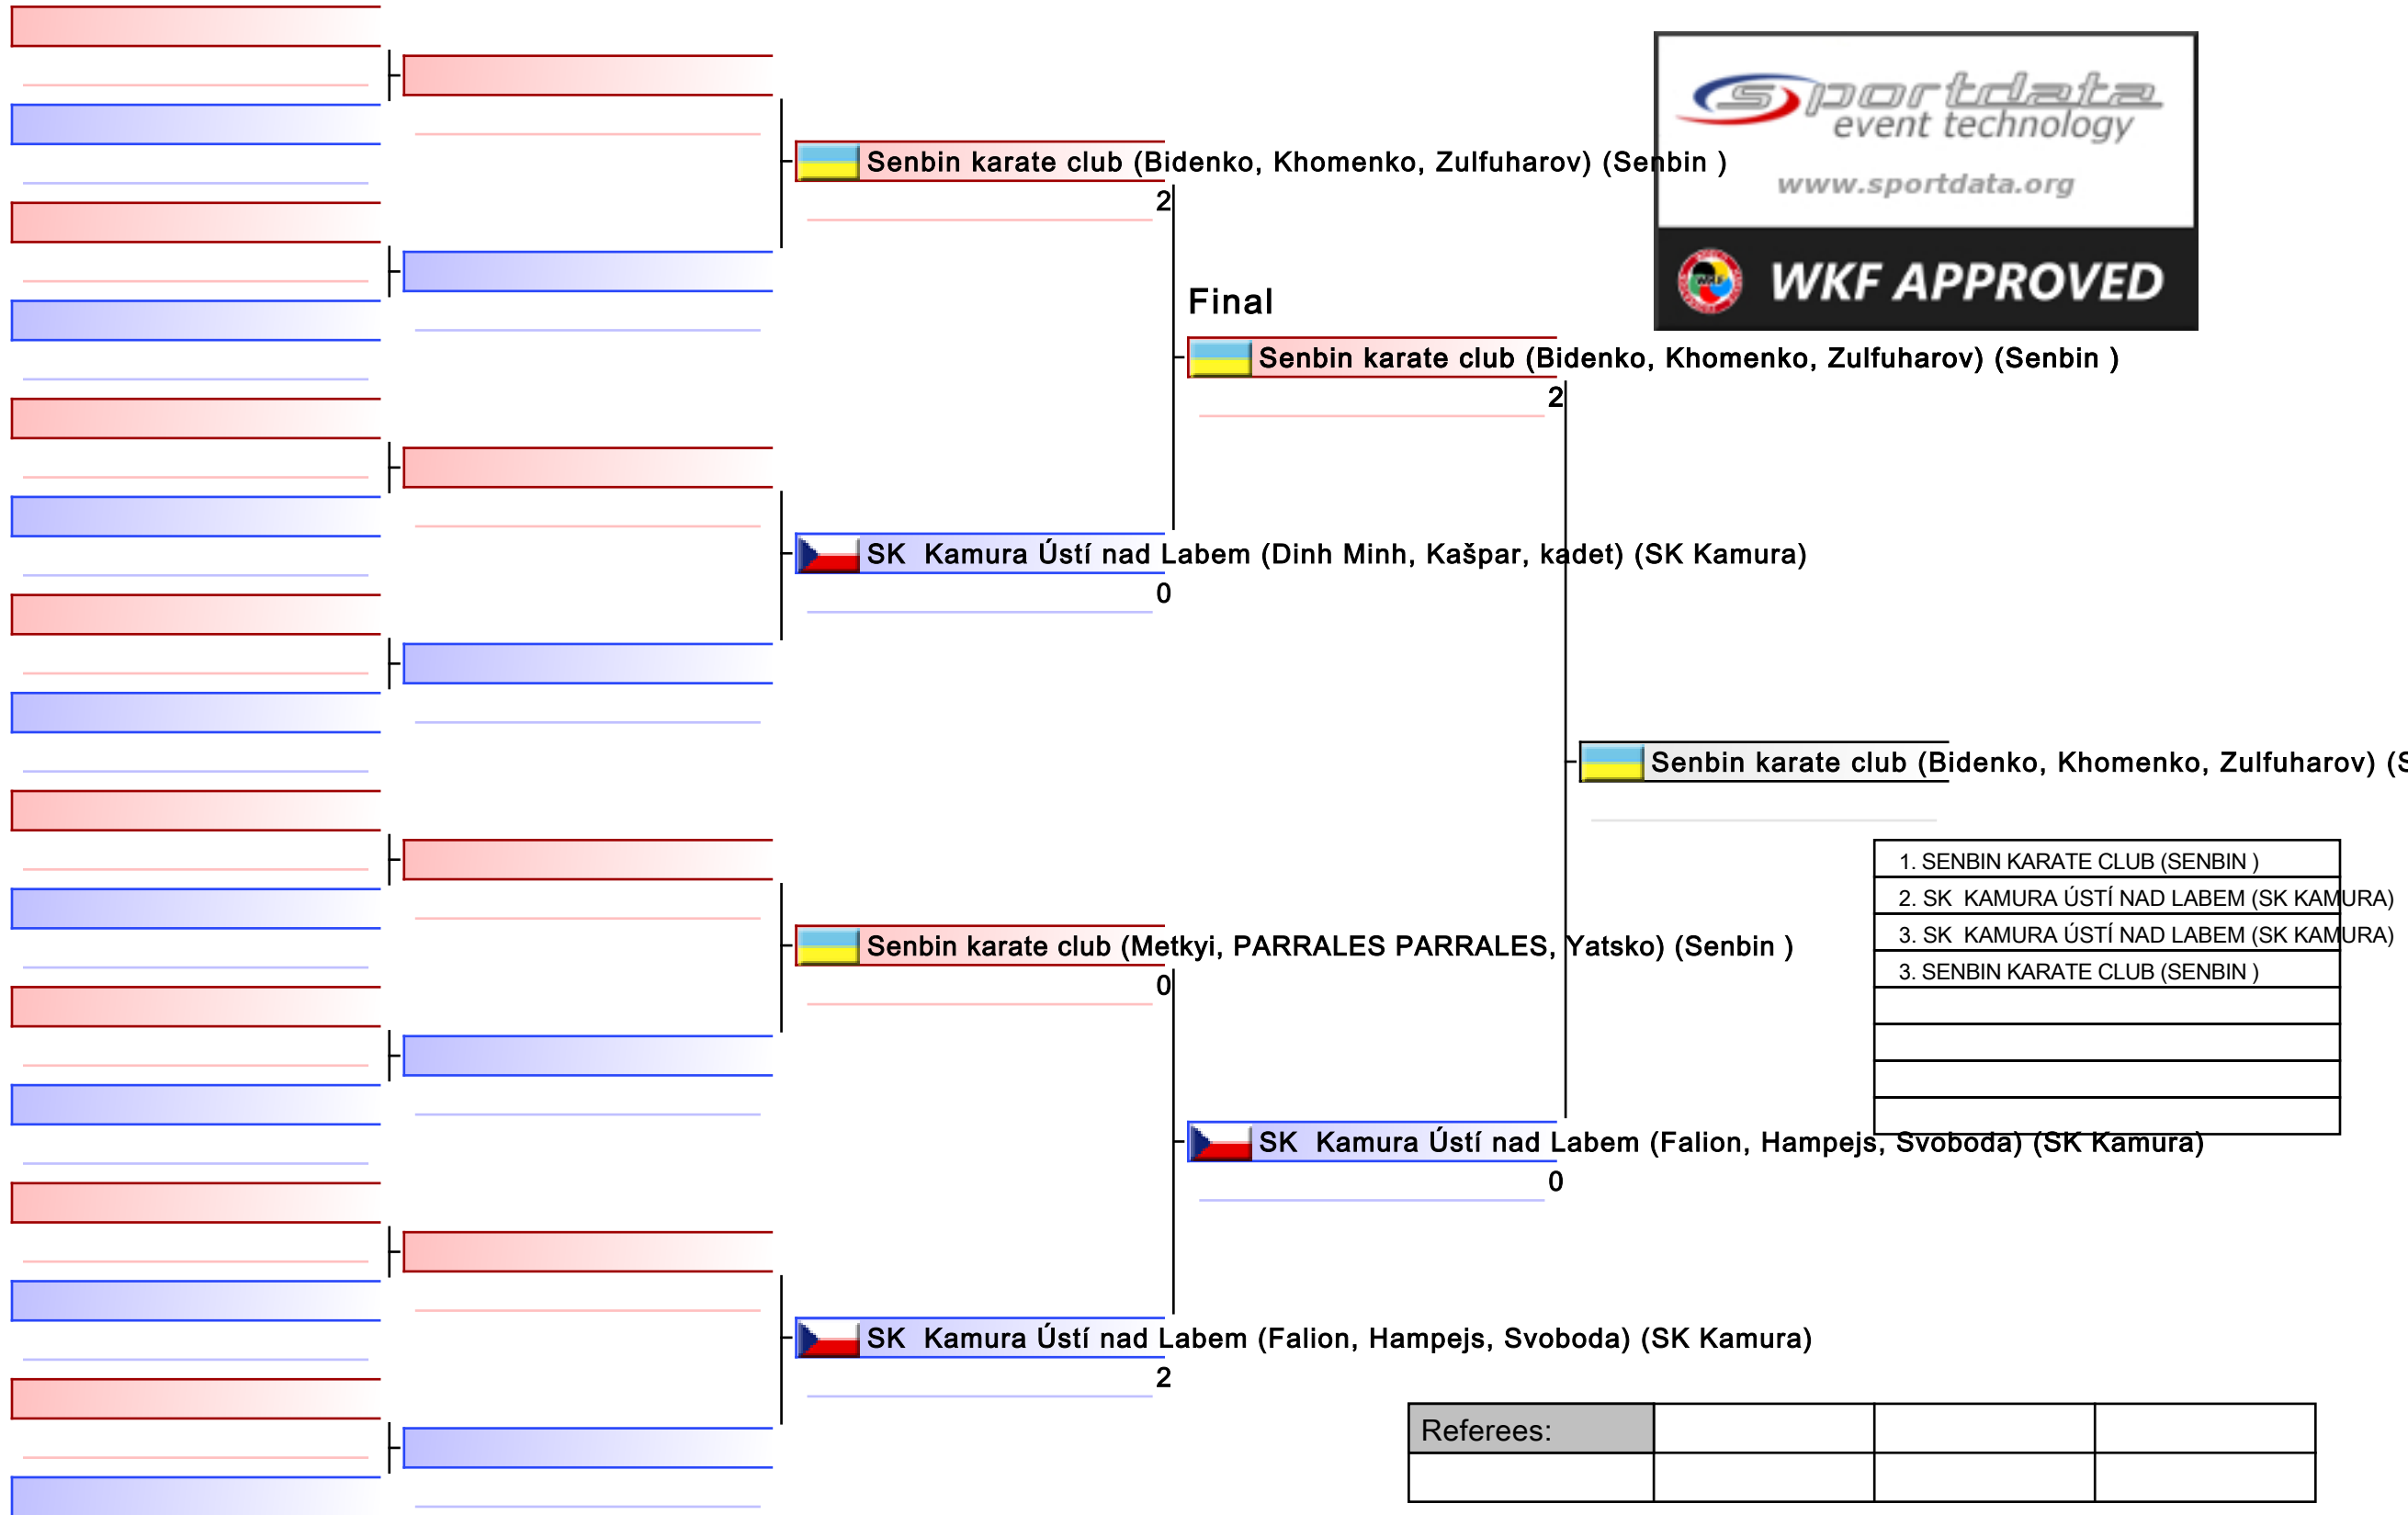 sportdata
event technology
www.sportdata.org
WKF
WKF APPROVED
Senbin karate club (Bidenko, Khomenko, Zulfuharov) (Senbin )
2
Final
Senbin karate club (Bidenko, Khomenko, Zulfuharov) (Senbin )
2
SK  Kamura Ústí nad Labem (Dinh Minh, Kašpar, kadet) (SK Kamura)
0
Senbin karate club (Bidenko, Khomenko, Zulfuharov) (S
1. SENBIN KARATE CLUB (SENBIN )
2. SK  KAMURA ÚSTÍ NAD LABEM (SK KAMURA)
3. SK  KAMURA ÚSTÍ NAD LABEM (SK KAMURA)
3. SENBIN KARATE CLUB (SENBIN )
Senbin karate club (Metkyi, PARRALES PARRALES, Yatsko) (Senbin )
0
SK  Kamura Ústí nad Labem (Falion, Hampejs, Svoboda) (SK Kamura)
0
SK  Kamura Ústí nad Labem (Falion, Hampejs, Svoboda) (SK Kamura)
2
Referees: